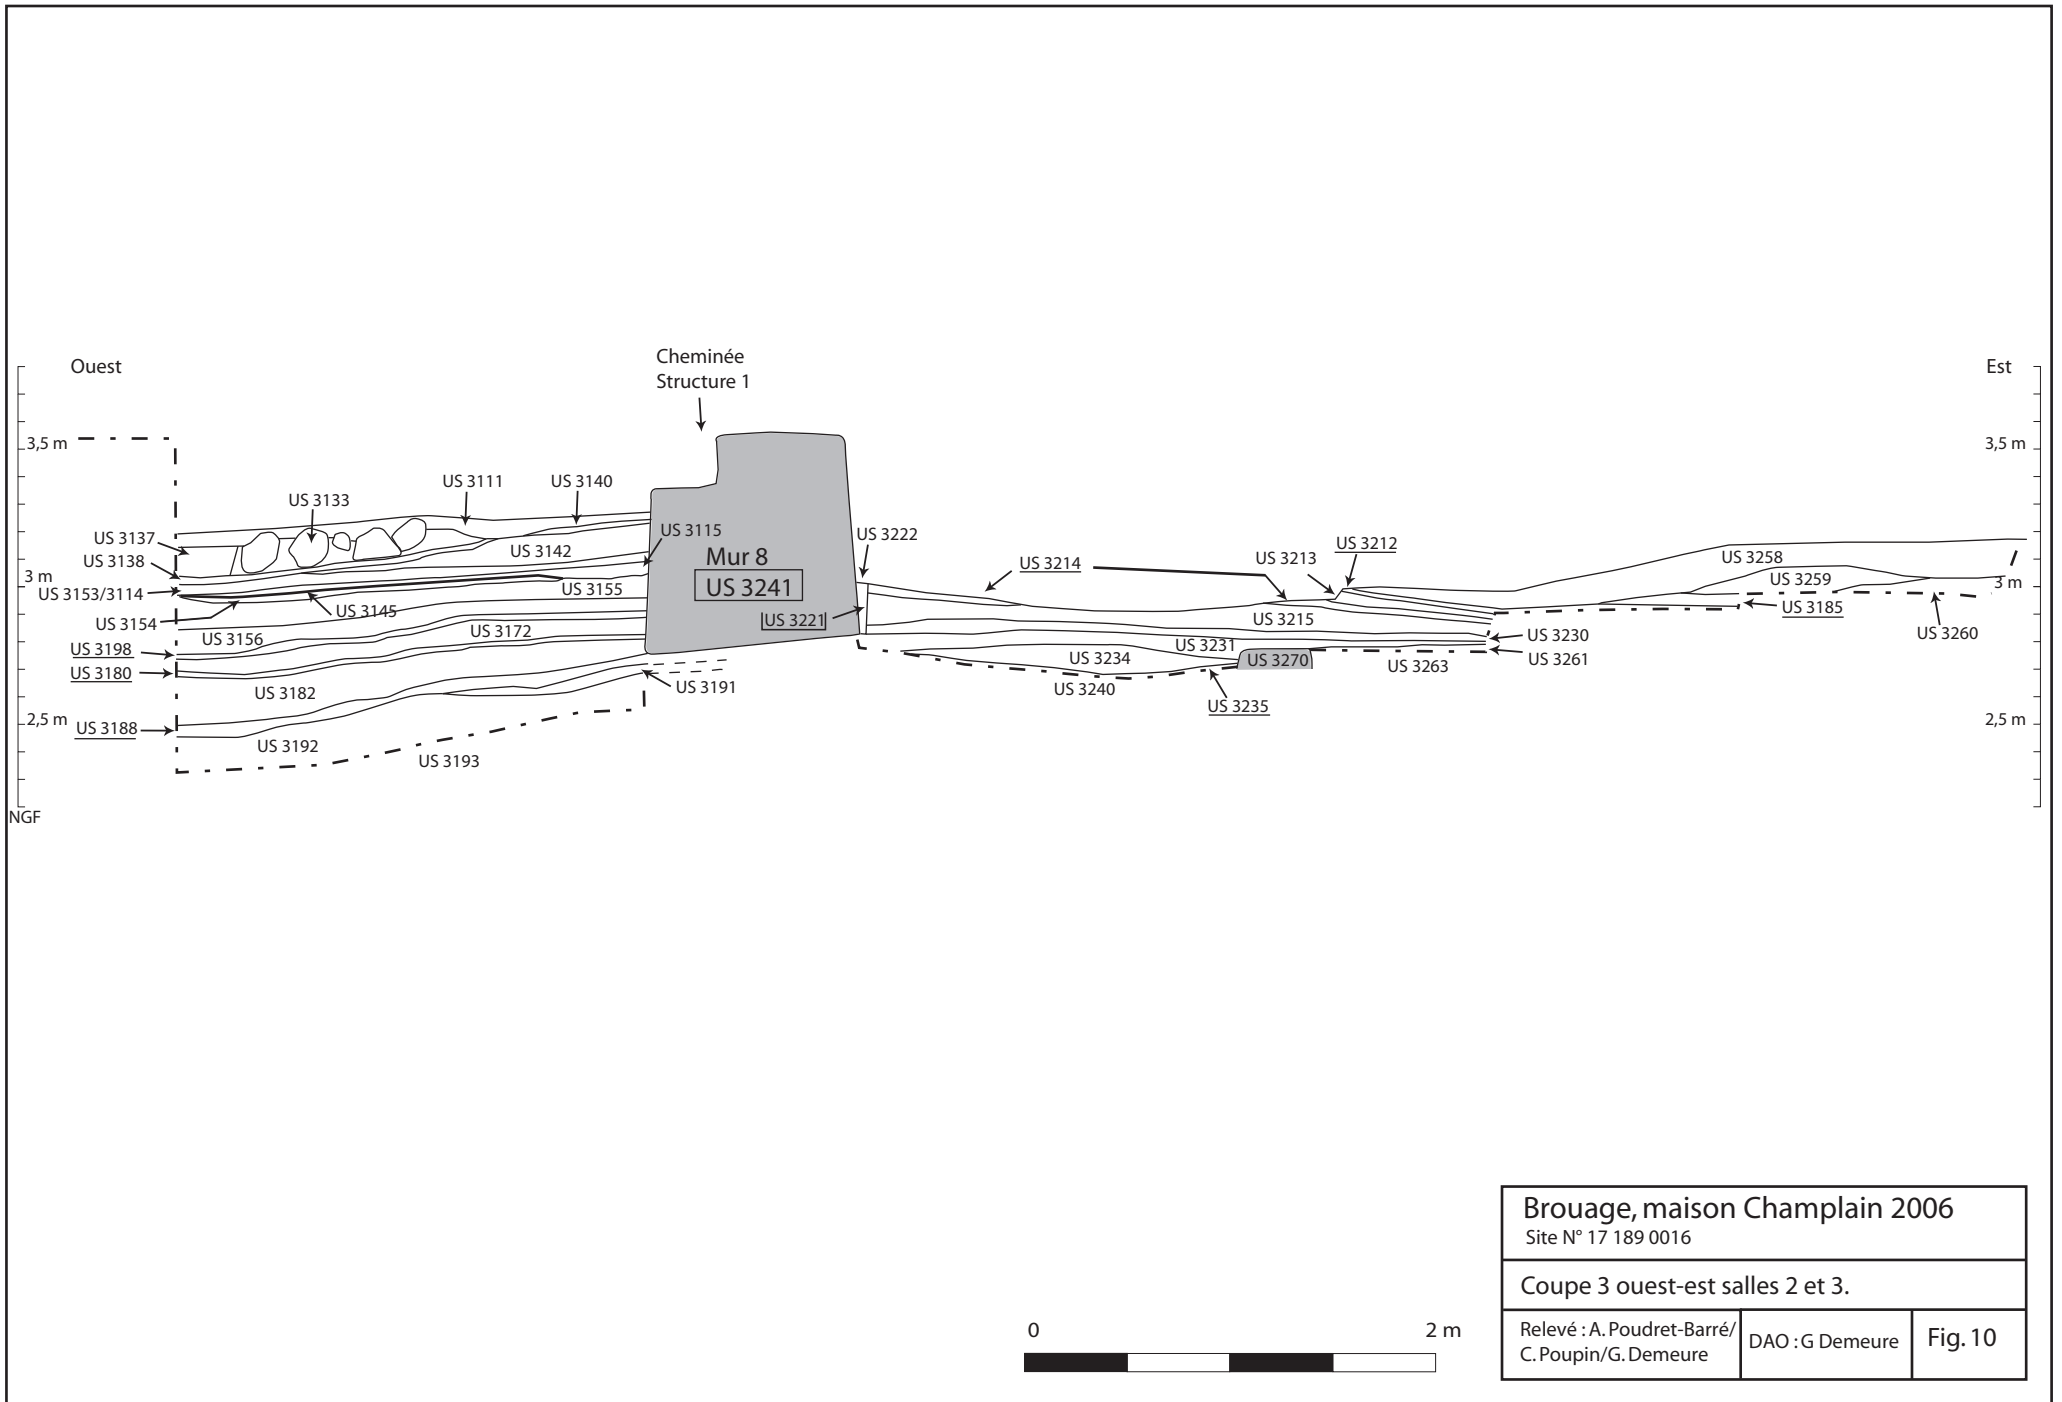 Ouest
Cheminée
Structure 1
Est
3,5 m
3,5 m
US 3133
US 3111
US 3140
US 3137
US 3138
US 3142
US 3115
Mur 8
US 3241
US 3222
US 3214
US 3213
US 3212
US 3258
US 3259
3 m
3 m
US 3153/3114
US 3154
US 3145
US 3155
US 3221
US 3215
US 3185
US 3260
US 3156
US 3172
US 3198
US 3180
US 3182
US 3188
US 3192
US 3193
US 3191
US 3231
US 3234
US 3270
US 3240
US 3235
US 3230
US 3261
US 3263
2,5 m
2,5 m
NGF
0
2 m
Brouage, maison Champlain 2006
Site N° 17 189 0016
Coupe 3 ouest-est salles 2 et 3.
Relevé : A. Poudret-Barré/
C. Poupin/G. Demeure
DAO : G Demeure
Fig. 10